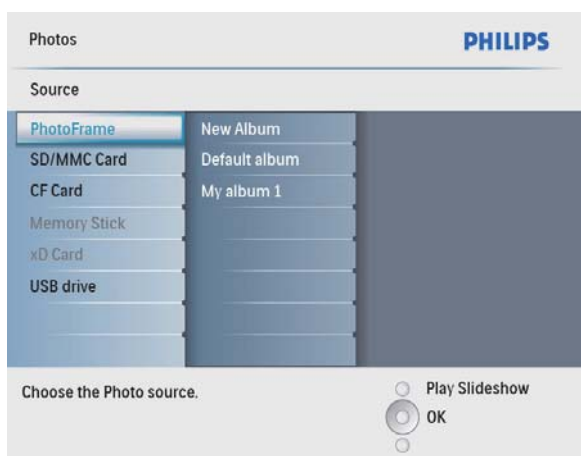 Photos
PHILIPS
Source
PhotoFrame
SD/MMC Card
CF Card
Memory Stick
xD Card
USB drive
New Album
Default album
My album 1
Choose the Photo source.
Play Slideshow
OK